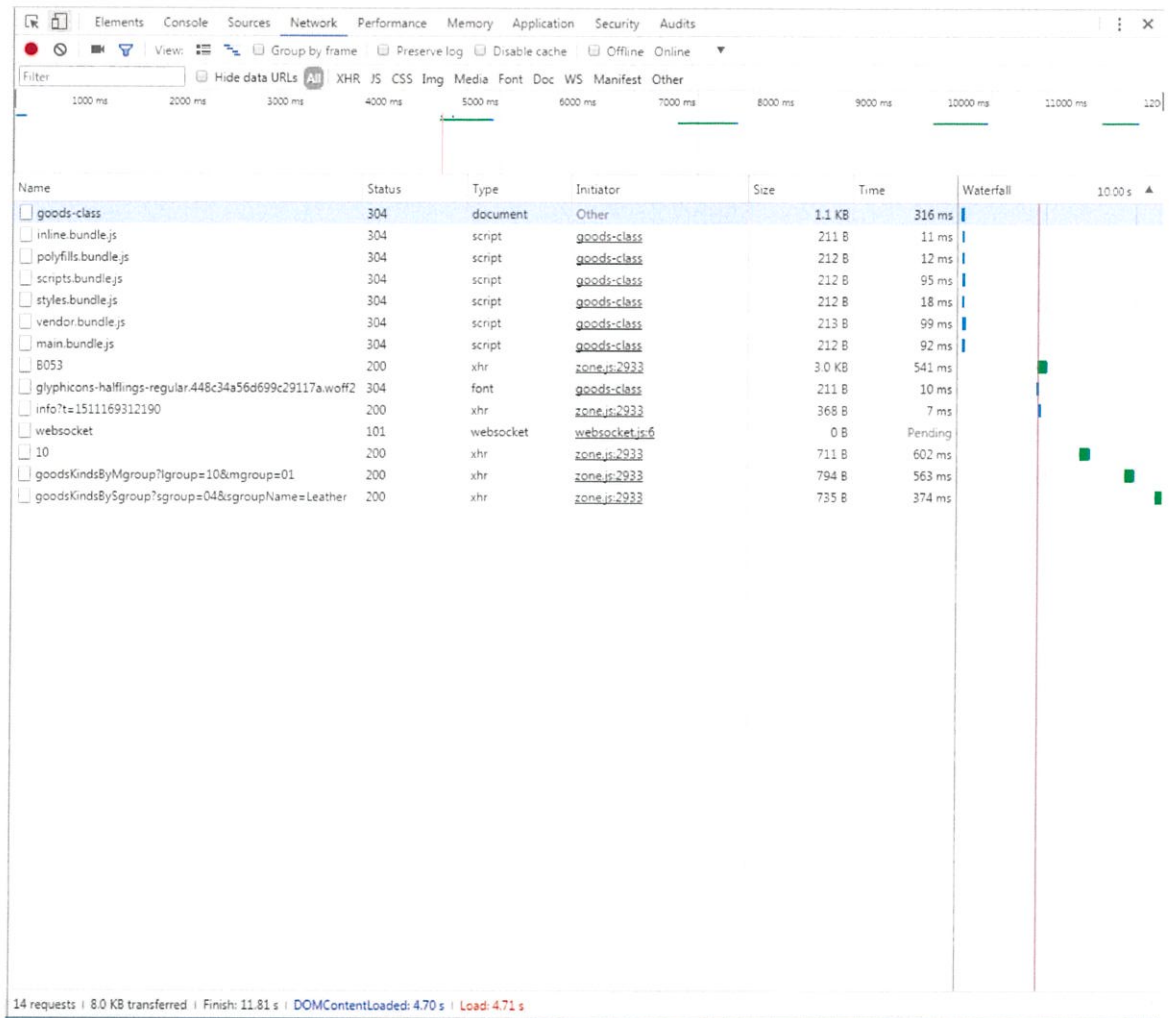 Elements Console Sources Network Performance Memory Application Security Audits
View: Group by frame Preserve log Disable cache Offline Online
Filter Hide data URLs All XHR JS CSS Img Media Font Doc WS Manifest Other
1000 ms 2000 ms 3000 ms 4000 ms 5000 ms 6000 ms 7000 ms 8000 ms 9000 ms 10000 ms 11000 ms 120
Name Status Type Initiator Size Time Waterfall 10.00 s
goods-class 304 document Other 1.1 KB 316 ms
inline.bundle.js 304 script goods-class 211 B 11 ms
polyfills.bundle.js 304 script goods-class 212 B 12 ms
scripts.bundle.js 304 script goods-class 212 B 95 ms
styles.bundle.js 304 script goods-class 212 B 18 ms
vendor.bundle.js 304 script goods-class 213 B 99 ms
main.bundle.js 304 script goods-class 212 B 92 ms
B053 200 xhr zone.js:2933 3.0 KB 541 ms
glyphicons-halflings-regular.448c34a56d699c29117a.woff2 304 font goods-class 211 B 10 ms
info?t=1511169312190 200 xhr zone.js:2933 368 B 7 ms
websocket 101 websocket websocket.js:6 0 B Pending
10 200 xhr zone.js:2933 711 B 602 ms
goodsKindsByMgroup?lgroup=10&mgroup=01 200 xhr zone.js:2933 794 B 563 ms
goodsKindsBySgroup?sgroup=04&sgroupName=Leather 200 xhr zone.js:2933 735 B 374 ms
14 requests | 8.0 KB transferred | Finish: 11.81 s | DOMContentLoaded: 4.70 s | Load: 4.71 s